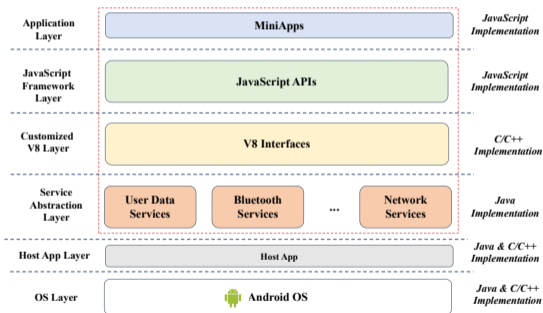 Application
Layer
MiniApps
JavaScript
Implementation
JavaScript
Framework
Layer
JavaScript APIs
JavaScript
Implementation
Customized
V8 Layer
V8 Interfaces
C/C++
Implementation
Service
Abstraction
Layer
User Data
Services
Bluetooth
Services
...
Network
Services
Java
Implementation
Host App Layer
Host App
Java & C/C++
Implementation
OS Layer
Android OS
Java & C/C++
Implementation